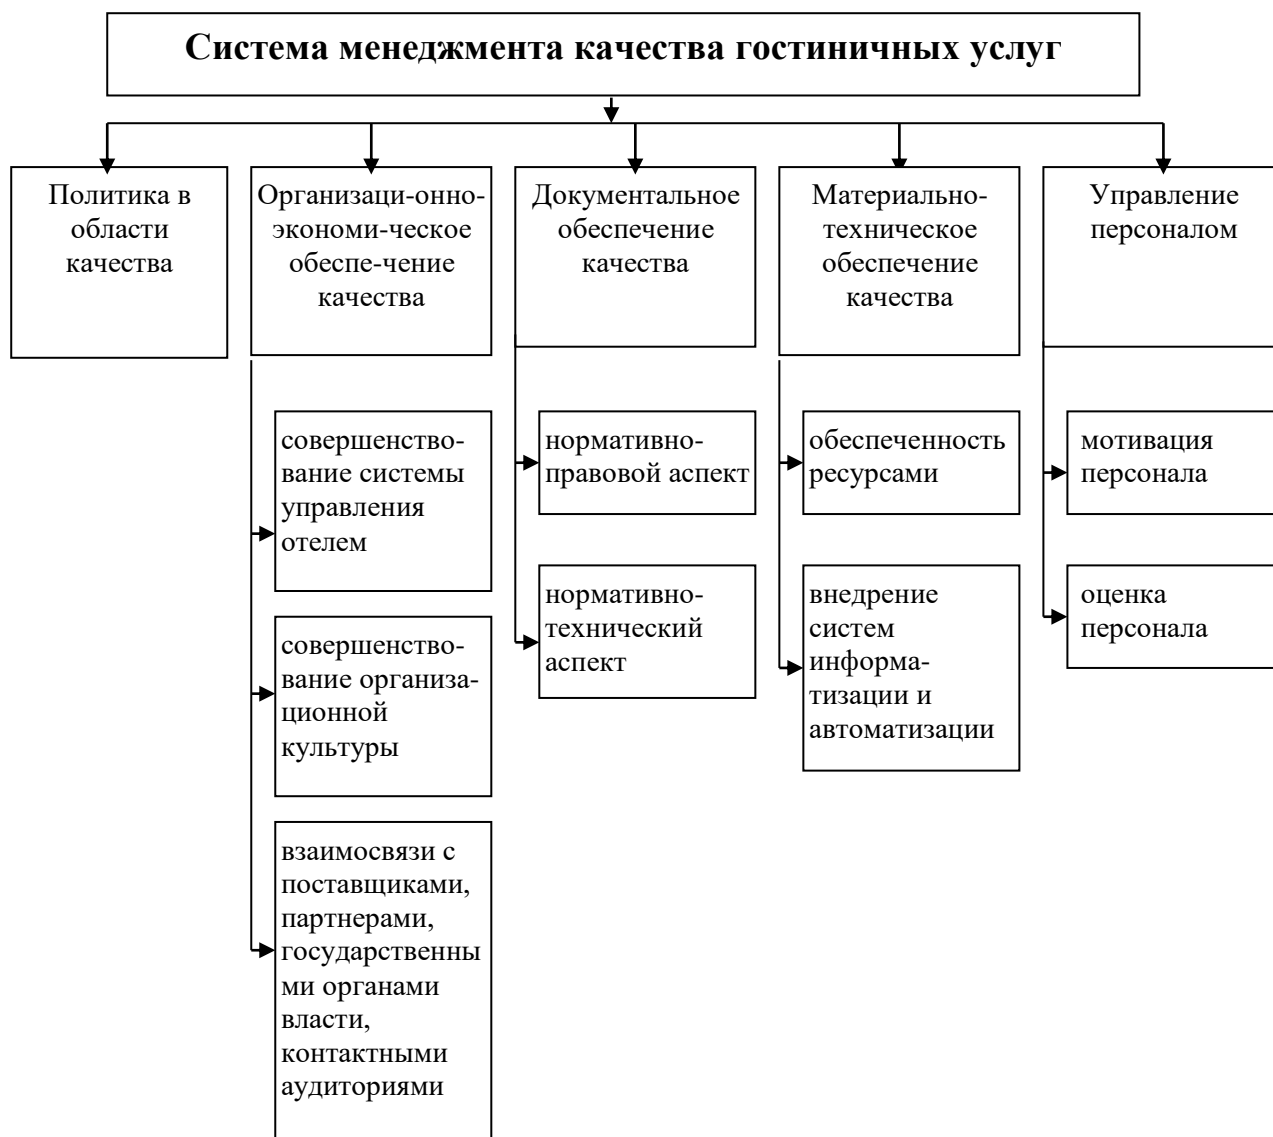 Система менеджмента качества гостиничных услуг
Политика в
области
качества
Организаци-онно-
экономи-ческое
обеспе-чение
качества
Документальное
обеспечение
качества
Материально-
техническое
обеспечение
качества
Управление
персоналом
совершенство-
вание системы
управления
отелем
совершенство-
вание организа-
ционной
культуры
взаимосвязи с
поставщиками,
партнерами,
государственны
ми органами
власти,
контактными
аудиториями
нормативно-
правовой аспект
нормативно-
технический
аспект
обеспеченность
ресурсами
внедрение
систем
информа-
тизации и
автоматизации
мотивация
персонала
оценка
персонала